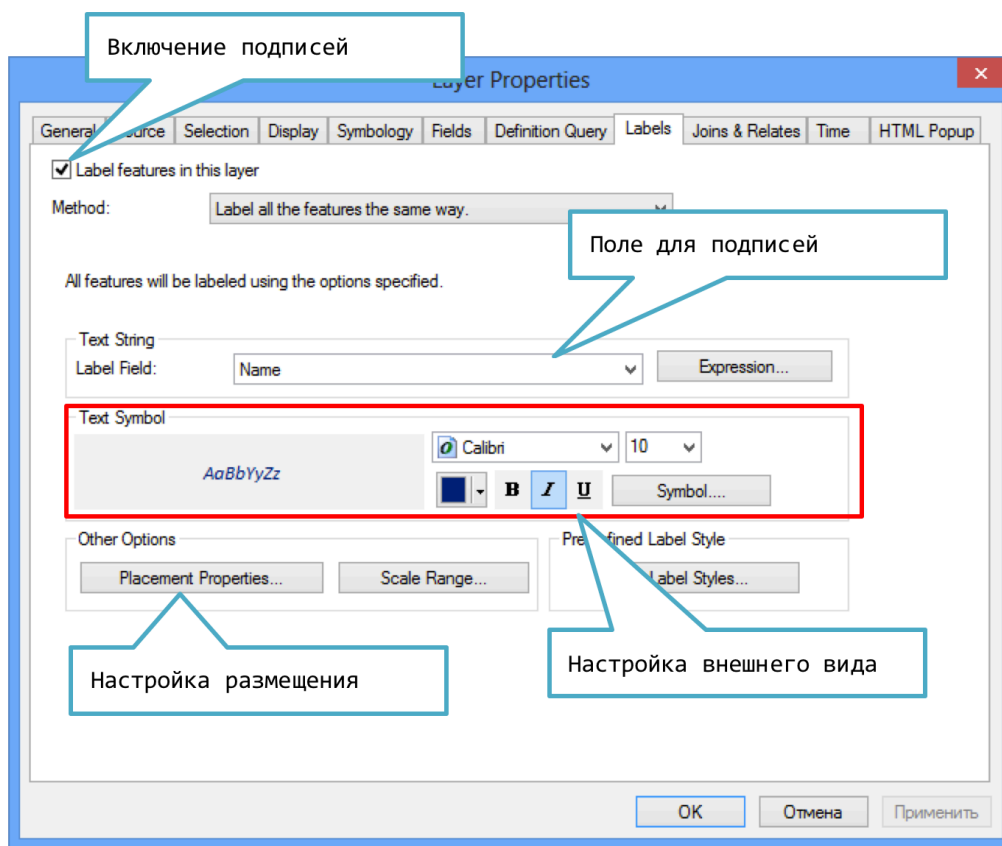 Включение подписей
Layer Properties
General Source Selection Display Symbology Fields Definition Query Labels Joins & Relates Time HTML Popup
Label features in this layer
Method: Label all the features the same way.
Поле для подписей
All features will be labeled using the options specified.
Text String
Label Field: Name Expression...
Text Symbol
AaBbYyZz
Calibri 10
B I U Symbol....
Other Options
Placement Properties... Scale Range...
Pre-defined Label Style
Label Styles...
Настройка размещения
Настройка внешнего вида
OK Отмена Применить